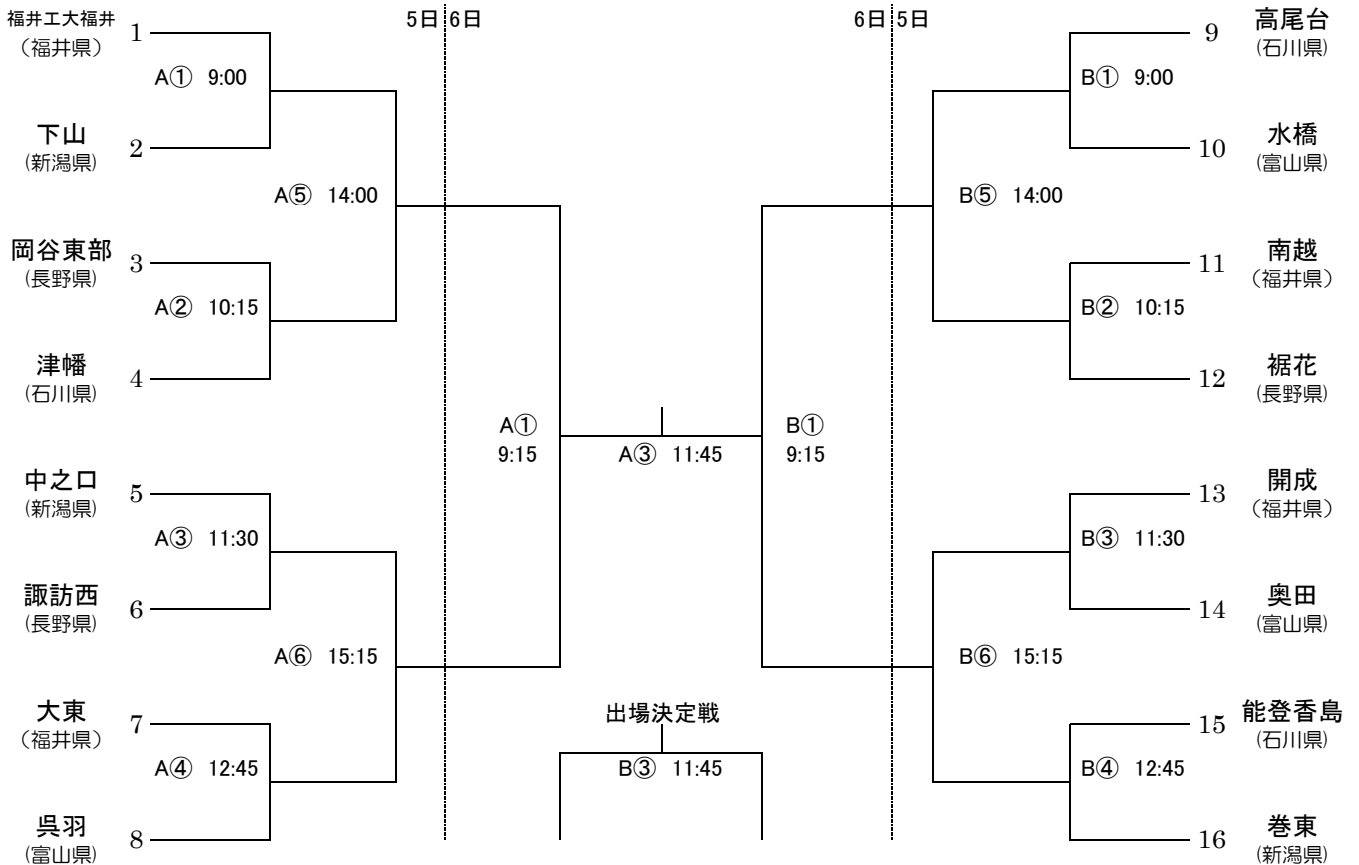 福井工大福井
（福井県）
1
5日 6日
6日 5日
9
高尾台
(石川県)
A① 9:00
B① 9:00
下山
(新潟県)
2
10
水橋
(富山県)
A⑤ 14:00
B⑤ 14:00
岡谷東部
(長野県)
3
11
南越
（福井県）
A② 10:15
B② 10:15
津幡
(石川県)
4
12
裾花
(長野県)
A①
9:15
A③ 11:45
B①
9:15
中之口
(新潟県)
5
13
開成
（福井県）
A③ 11:30
B③ 11:30
諏訪西
(長野県)
6
14
奥田
(富山県)
A⑥ 15:15
B⑥ 15:15
大東
（福井県）
7
出場決定戦
15
能登香島
(石川県)
A④ 12:45
B③ 11:45
B④ 12:45
呉羽
(富山県)
8
16
巻東
(新潟県)